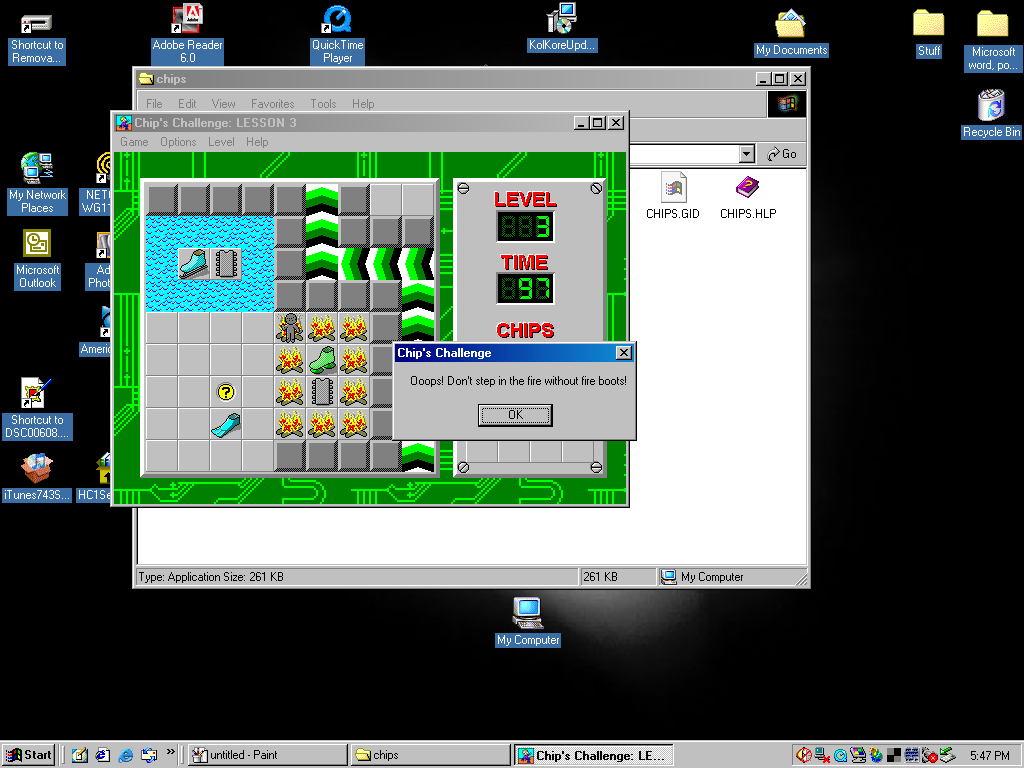 Shortcut to
Remova...
Adobe Reader
6.0
QuickTime
Player
KolKoreUpd...
My Documents
Stuff
Microsoft
word, po...
Recycle Bin
chips
File Edit View Favorites Tools Help
Go
CHIPS.GID
CHIPS.HLP
Chip's Challenge: LESSON 3
Game Options Level Help
LEVEL
3
TIME
97
CHIPS
?
Chip's Challenge
Ooops! Don't step in the fire without fire boots!
OK
My Network
Places
NETG
WG11
Microsoft
Outlook
Ad
Phot
Americ
Shortcut to
DSC00608....
iTunes743S...
HC1Se
Type: Application Size: 261 KB
261 KB
My Computer
My Computer
Start
»
untitled - Paint
chips
Chip's Challenge: LE...
5:47 PM